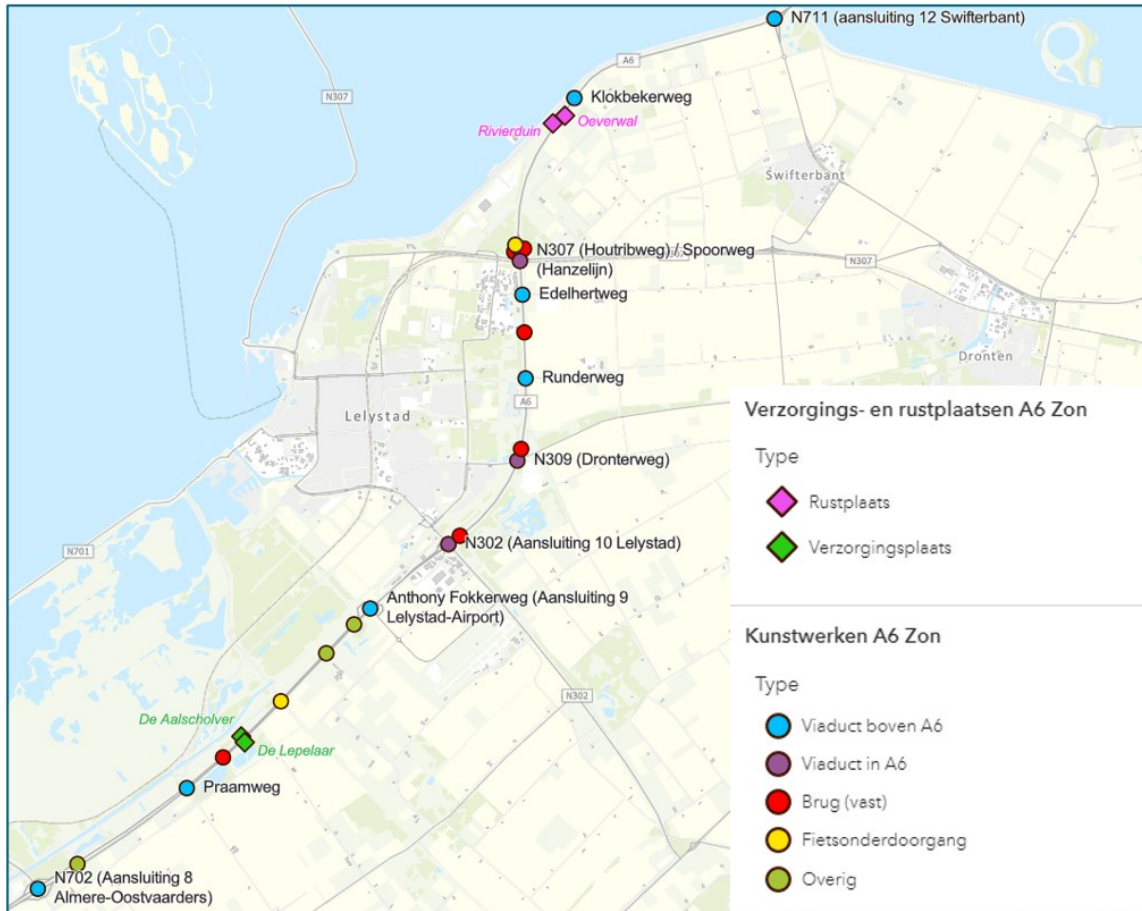 N711 (aansluiting 12 Swifterbant)
A6
N307
Klokbekerweg
Oeverwal
Rivierduin
Swifterbant
N307 (Houtribweg) / Spoorweg
(Hanzelijn)
N307
Edelhertweg
Dronten
Runderweg
A6
Lelystad
N309 (Dronterweg)
N302 (Aansluiting 10 Lelystad)
N701
Anthony Fokkerweg (Aansluiting 9
Lelystad-Airport)
N302
De Aalscholver
De Lepelaar
Praamweg
N702 (Aansluiting 8
Almere-Oostvaarders)
Verzorgings- en rustplaatsen A6 Zon
Type
Rustplaats
Verzorgingsplaats
Kunstwerken A6 Zon
Type
Viaduct boven A6
Viaduct in A6
Brug (vast)
Fietsonderdoorgang
Overig